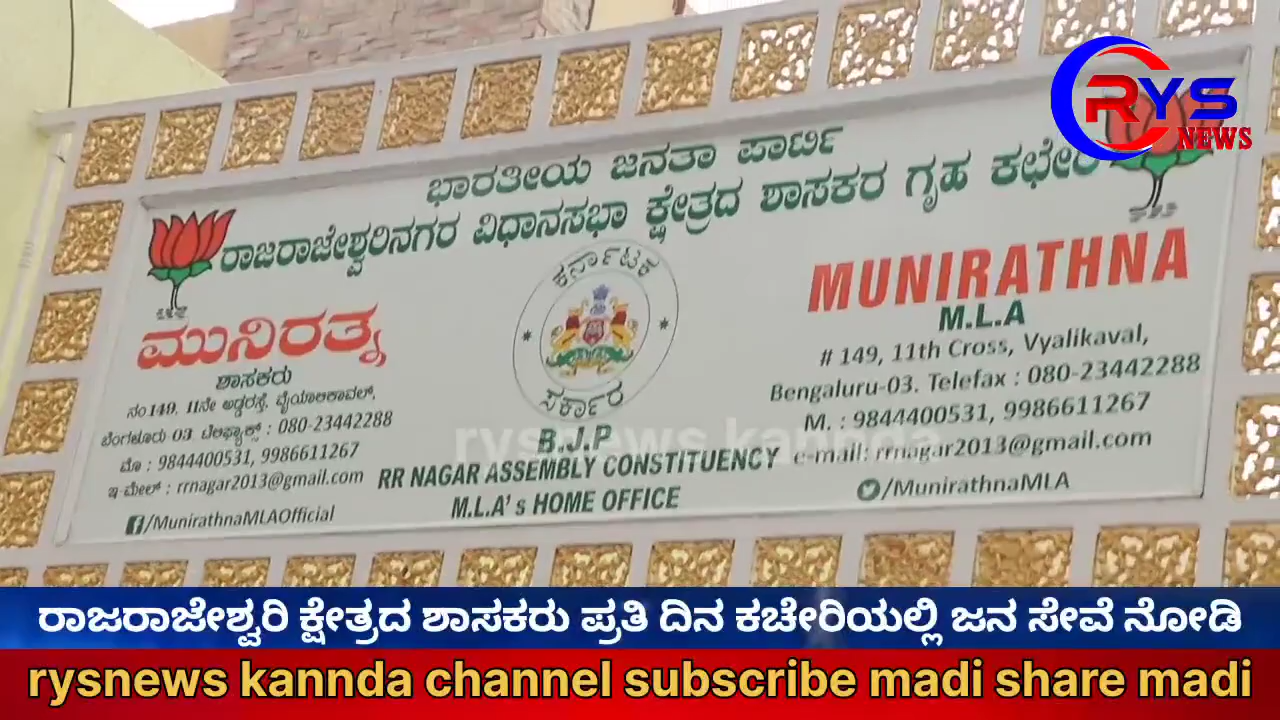 RYS
NEWS
ಭಾರತೀಯ ಜನತಾ ಪಾರ್ಟಿ
ರಾಜರಾಜೇಶ್ವರಿನಗರ ವಿಧಾನಸಭಾ ಕ್ಷೇತ್ರದ ಶಾಸಕರ ಗೃಹ ಕಛೇರಿ
ಮುನಿರತ್ನ
ಶಾಸಕರು
ನಂ 149, 11ನೇ ಅಡ್ಡರಸ್ತೆ, ವೈಯಾಲಿಕಾವಲ್,
ಬೆಂಗಳೂರು 03. ಟೆಲಿಫ್ಯಾಕ್ಸ್ : 080-23442288
ಮೊ : 9844400531, 9986611267
ಇ-ಮೇಲ್ : rrnagar2013@gmail.com
/MunirathnaMLAOfficial
ಕರ್ನಾಟಕ
ಸರ್ಕಾರ
B.J.P
RR NAGAR ASSEMBLY CONSTITUENCY
M.L.A' s HOME OFFICE
MUNIRATHNA
M.L.A
# 149, 11th Cross, Vyalikaval,
Bengaluru-03. Telefax : 080-23442288
M. : 9844400531, 9986611267
e-mail: rrnagar2013@gmail.com
/MunirathnaMLA
rysnews kannda
ರಾಜರಾಜೇಶ್ವರಿ ಕ್ಷೇತ್ರದ ಶಾಸಕರು ಪ್ರತಿ ದಿನ ಕಚೇರಿಯಲ್ಲಿ ಜನ ಸೇವೆ ನೋಡಿ
rysnews kannda channel subscribe madi share madi